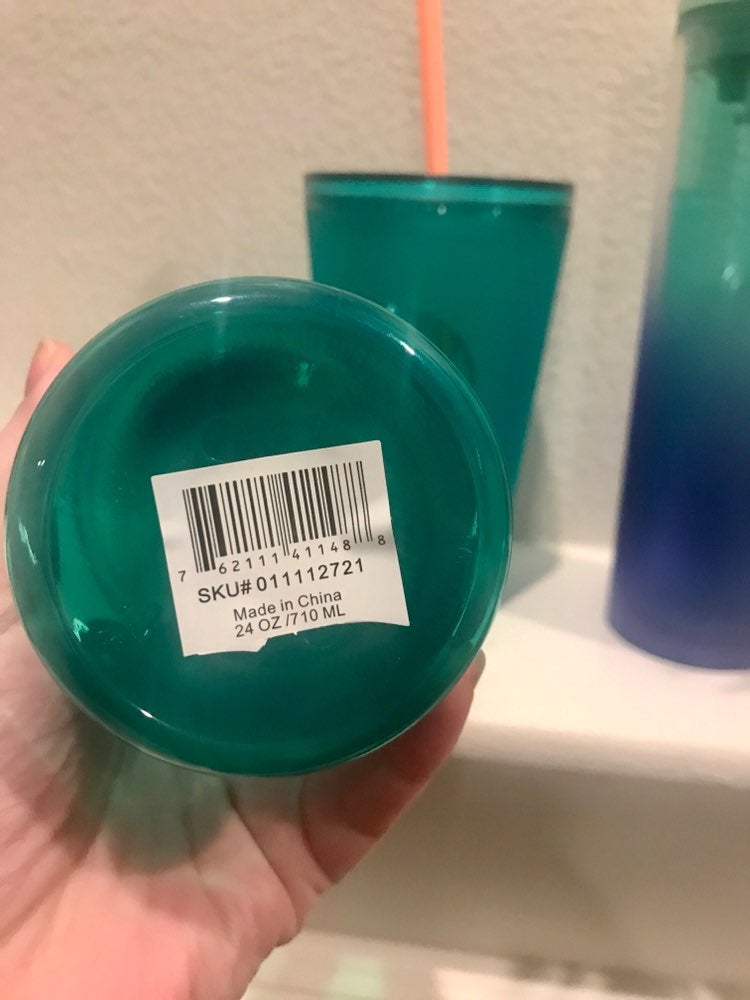 7 62111 41148 8
SKU# 011112721
Made in China
24 OZ /710 ML